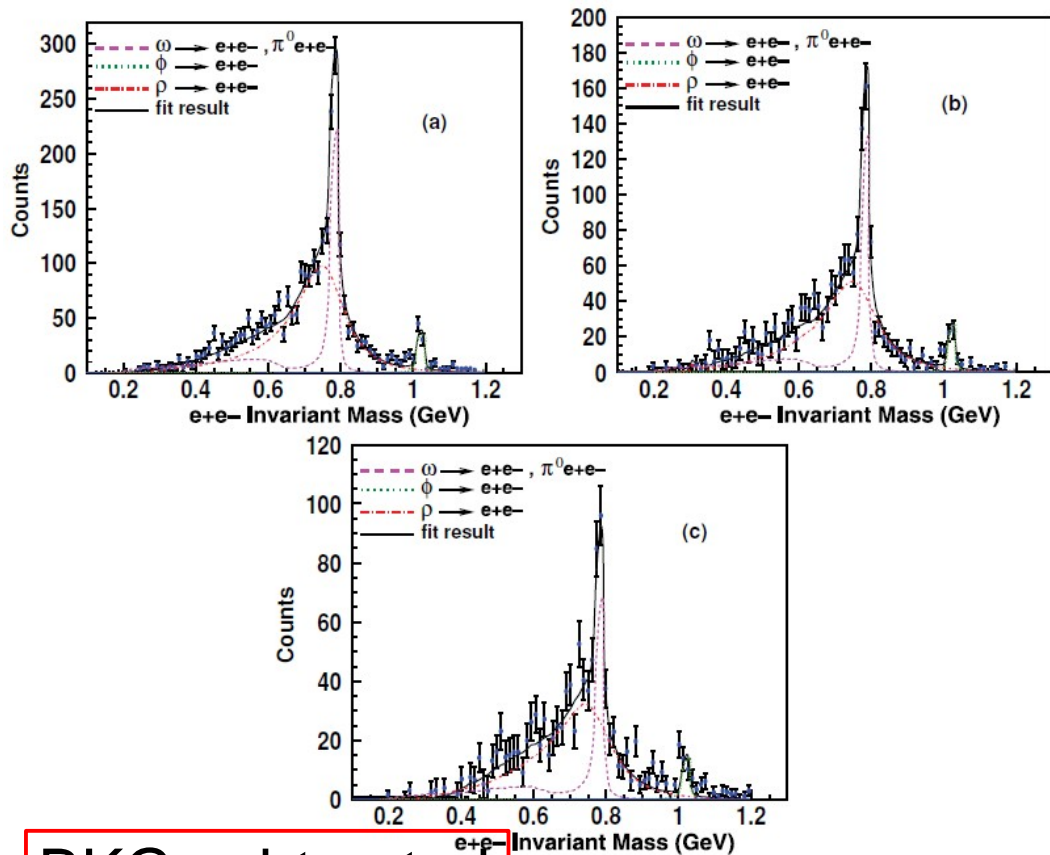 300
250
200
150
100
50
0
Counts
ω → e+e− , π⁰e+e−
ϕ → e+e−
ρ → e+e−
fit result
(a)
0.2 0.4 0.6 0.8 1 1.2
e+e− Invariant Mass (GeV)
200
180
160
140
120
100
80
60
40
20
0
Counts
ω → e+e− , π⁰e+e−
ϕ → e+e−
ρ → e+e−
fit result
(b)
0.2 0.4 0.6 0.8 1 1.2
e+e− Invariant Mass (GeV)
120
100
80
60
40
20
0
Counts
ω → e+e− , π⁰e+e−
ϕ → e+e−
ρ → e+e−
fit result
(c)
0.2 0.4 0.6 0.8 1 1.2
e+e− Invariant Mass (GeV)